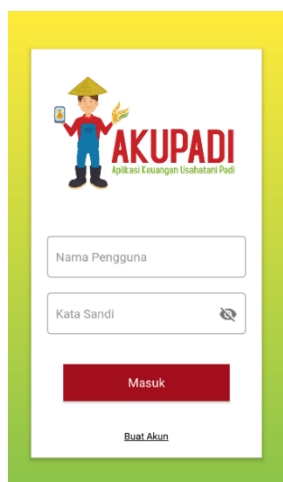 AKUPADI
Aplikasi Keuangan Usahatani Padi
Nama Pengguna
Kata Sandi
Masuk
Buat Akun